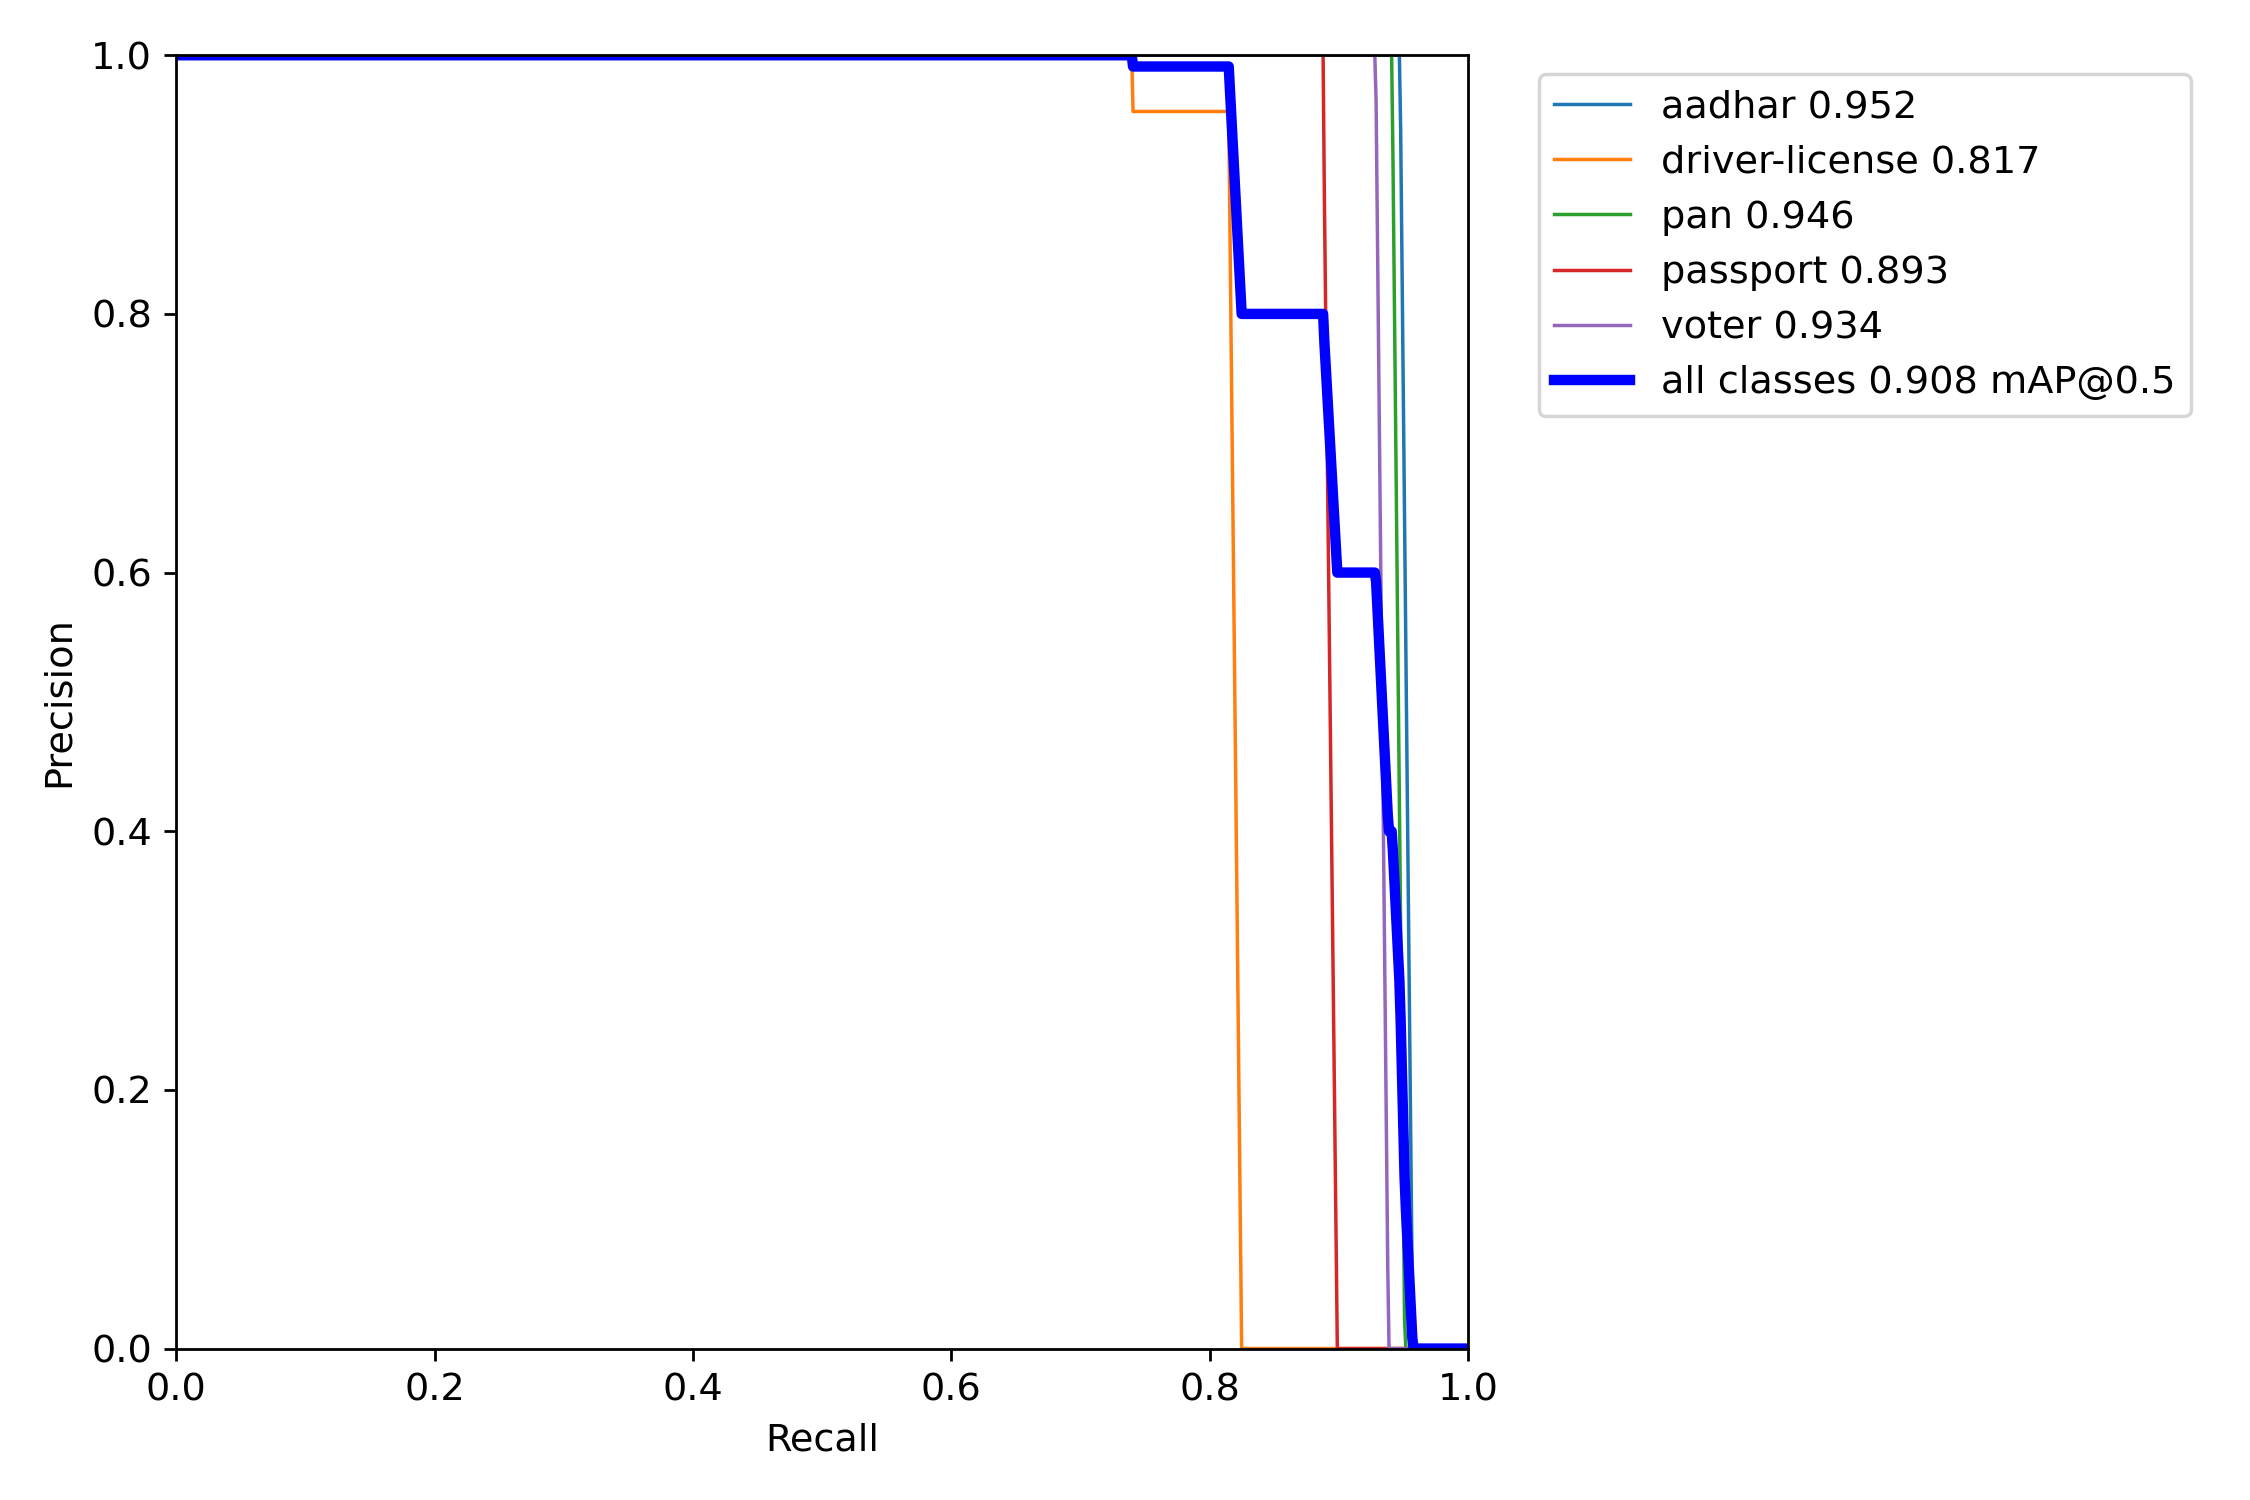 1.0
0.8
0.6
0.4
0.2
0.0
Precision
0.0 0.2 0.4 0.6 0.8 1.0
Recall
aadhar 0.952
driver-license 0.817
pan 0.946
passport 0.893
voter 0.934
all classes 0.908 mAP@0.5